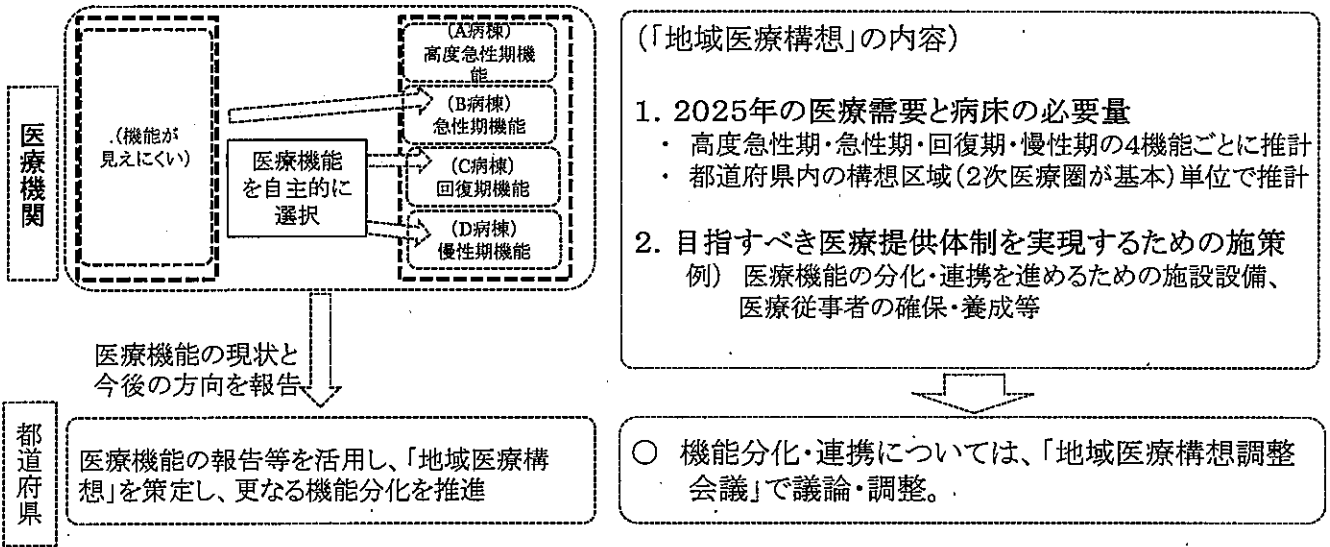 医療機関
(機能が
見えにくい)
医療機能
を自主的に
選択
(A病棟)
高度急性期機
能
(B病棟)
急性期機能
(C病棟)
回復期機能
(D病棟)
慢性期機能
医療機能の現状と
今後の方向を報告
都道府県
医療機能の報告等を活用し、「地域医療構
想」を策定し、更なる機能分化を推進
(「地域医療構想」の内容)
1. 2025年の医療需要と病床の必要量
・ 高度急性期・急性期・回復期・慢性期の4機能ごとに推計
・ 都道府県内の構想区域(2次医療圏が基本)単位で推計
2. 目指すべき医療提供体制を実現するための施策
例) 医療機能の分化・連携を進めるための施設設備、
医療従事者の確保・養成等
○ 機能分化・連携については、「地域医療構想調整
会議」で議論・調整。